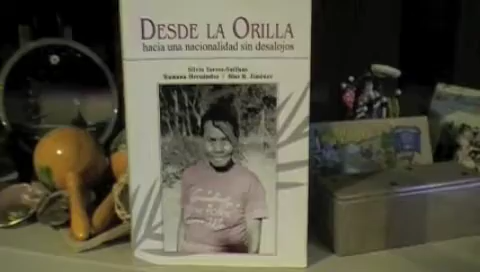 DESDE LA ORILLA
hacia una nacionalidad sin desalojos
Silvio Torres-Saillant
Ramona Hernández / Blas R. Jiménez